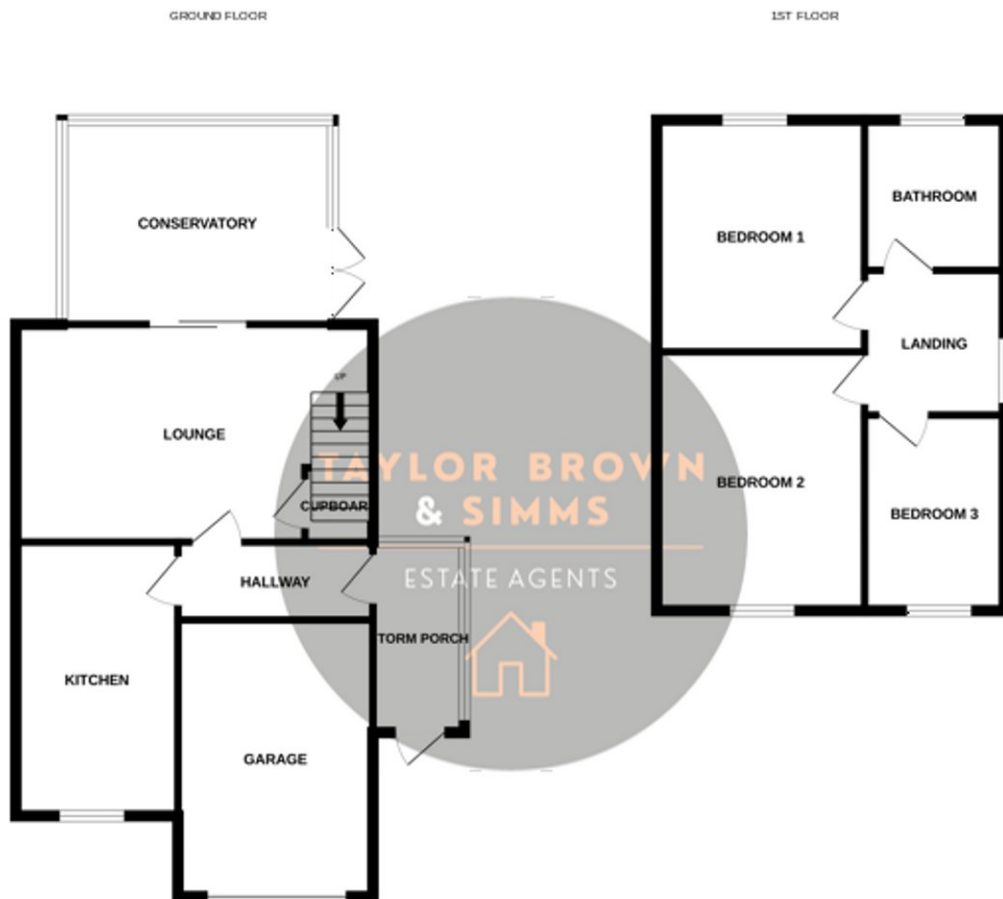 GROUND FLOOR
1ST FLOOR
CONSERVATORY
LOUNGE
UP
CUPBOAR
HALLWAY
KITCHEN
TORM PORCH
GARAGE
BEDROOM 1
BATHROOM
LANDING
BEDROOM 2
BEDROOM 3
TAYLOR BROWN
& SIMMS
ESTATE AGENTS